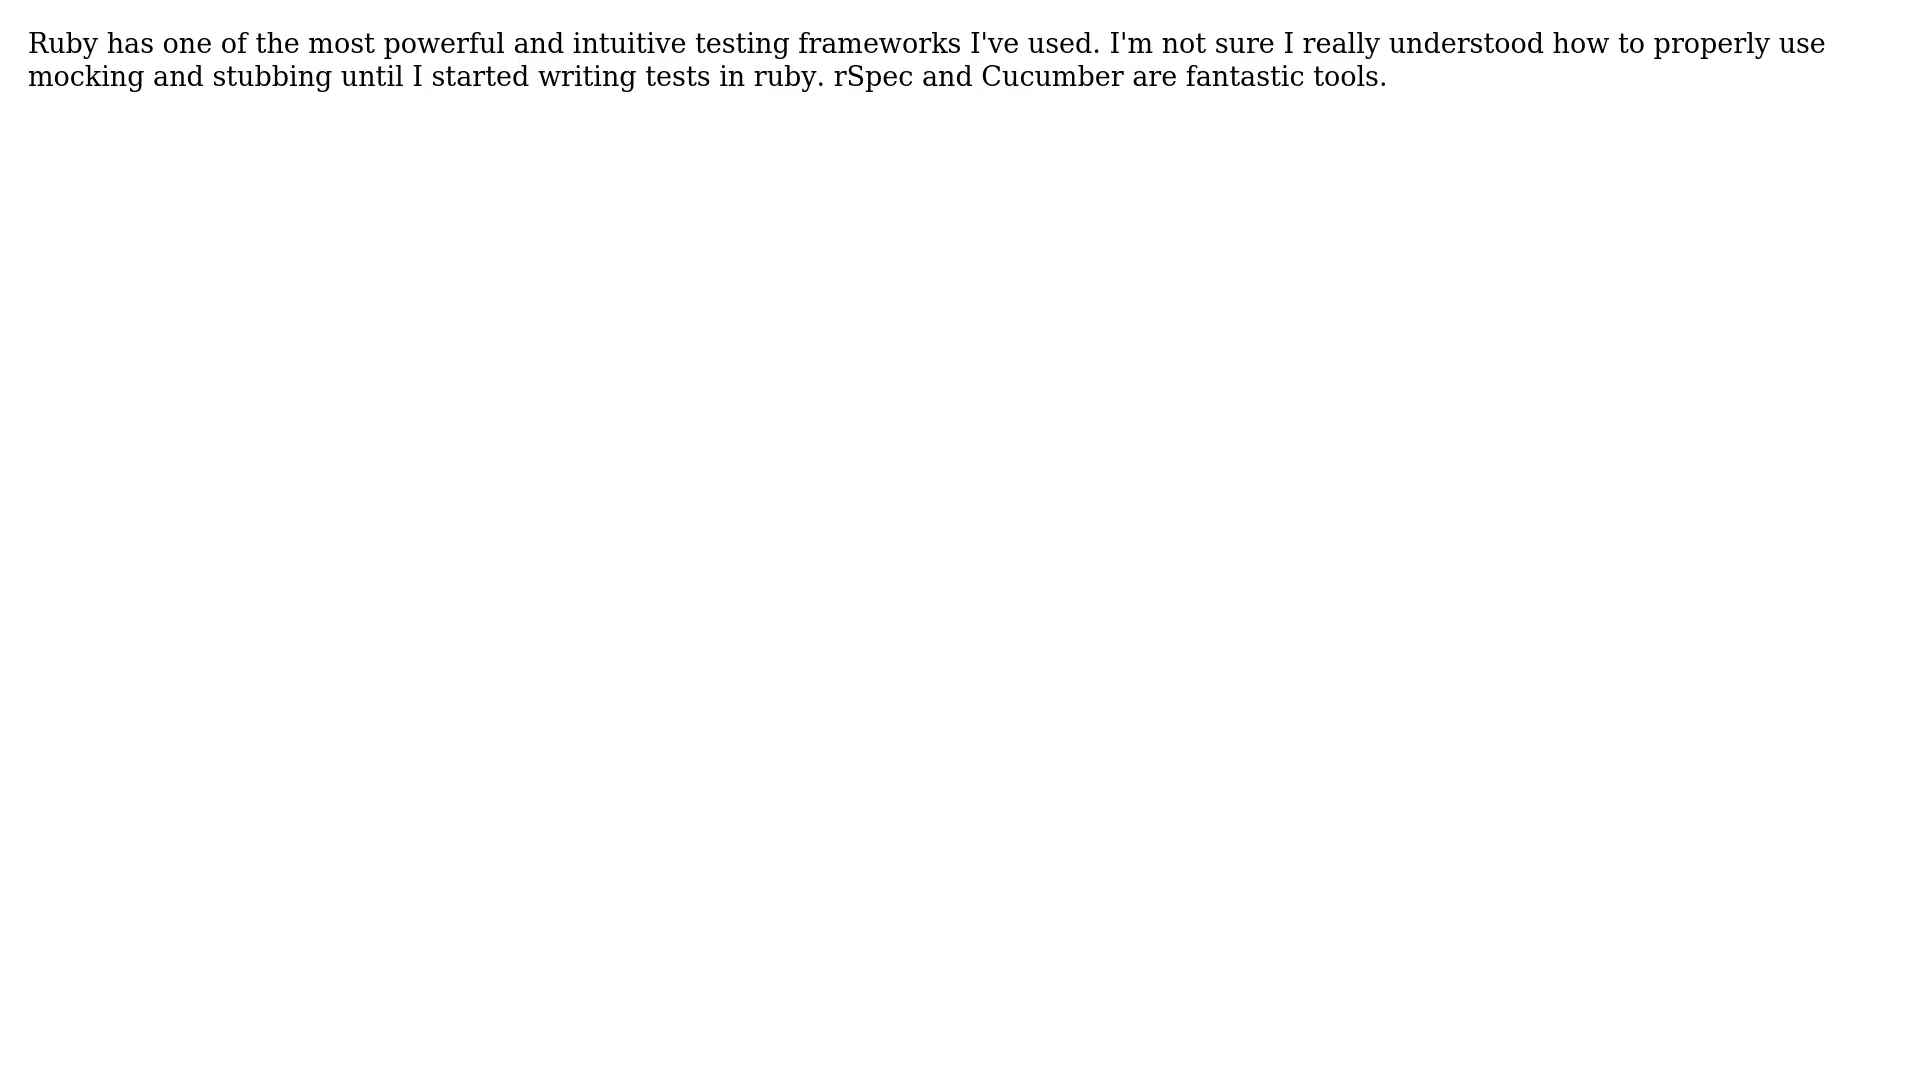 Ruby has one of the most powerful and intuitive testing frameworks I've used. I'm not sure I really understood how to properly use
mocking and stubbing until I started writing tests in ruby. rSpec and Cucumber are fantastic tools.